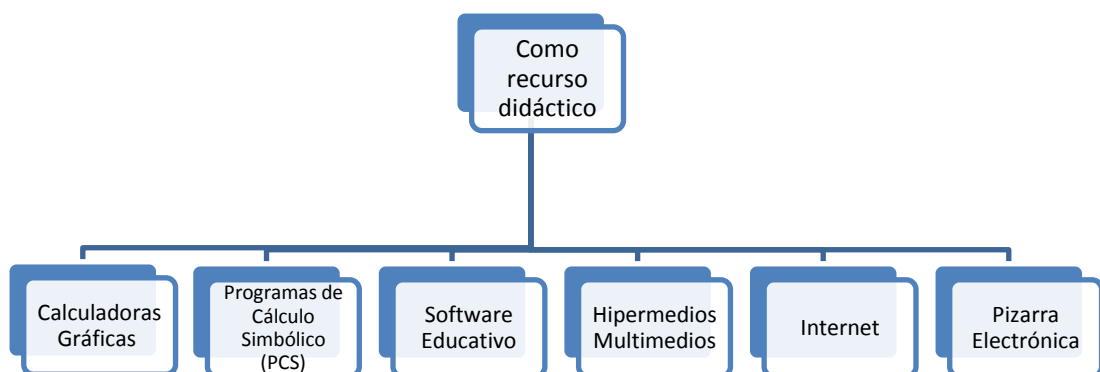 Como
recurso
didáctico
Calculadoras
Gráficas
Programas de
Cálculo
Simbólico
(PCS)
Software
Educativo
Hipermedios
Multimedios
Internet
Pizarra
Electrónica